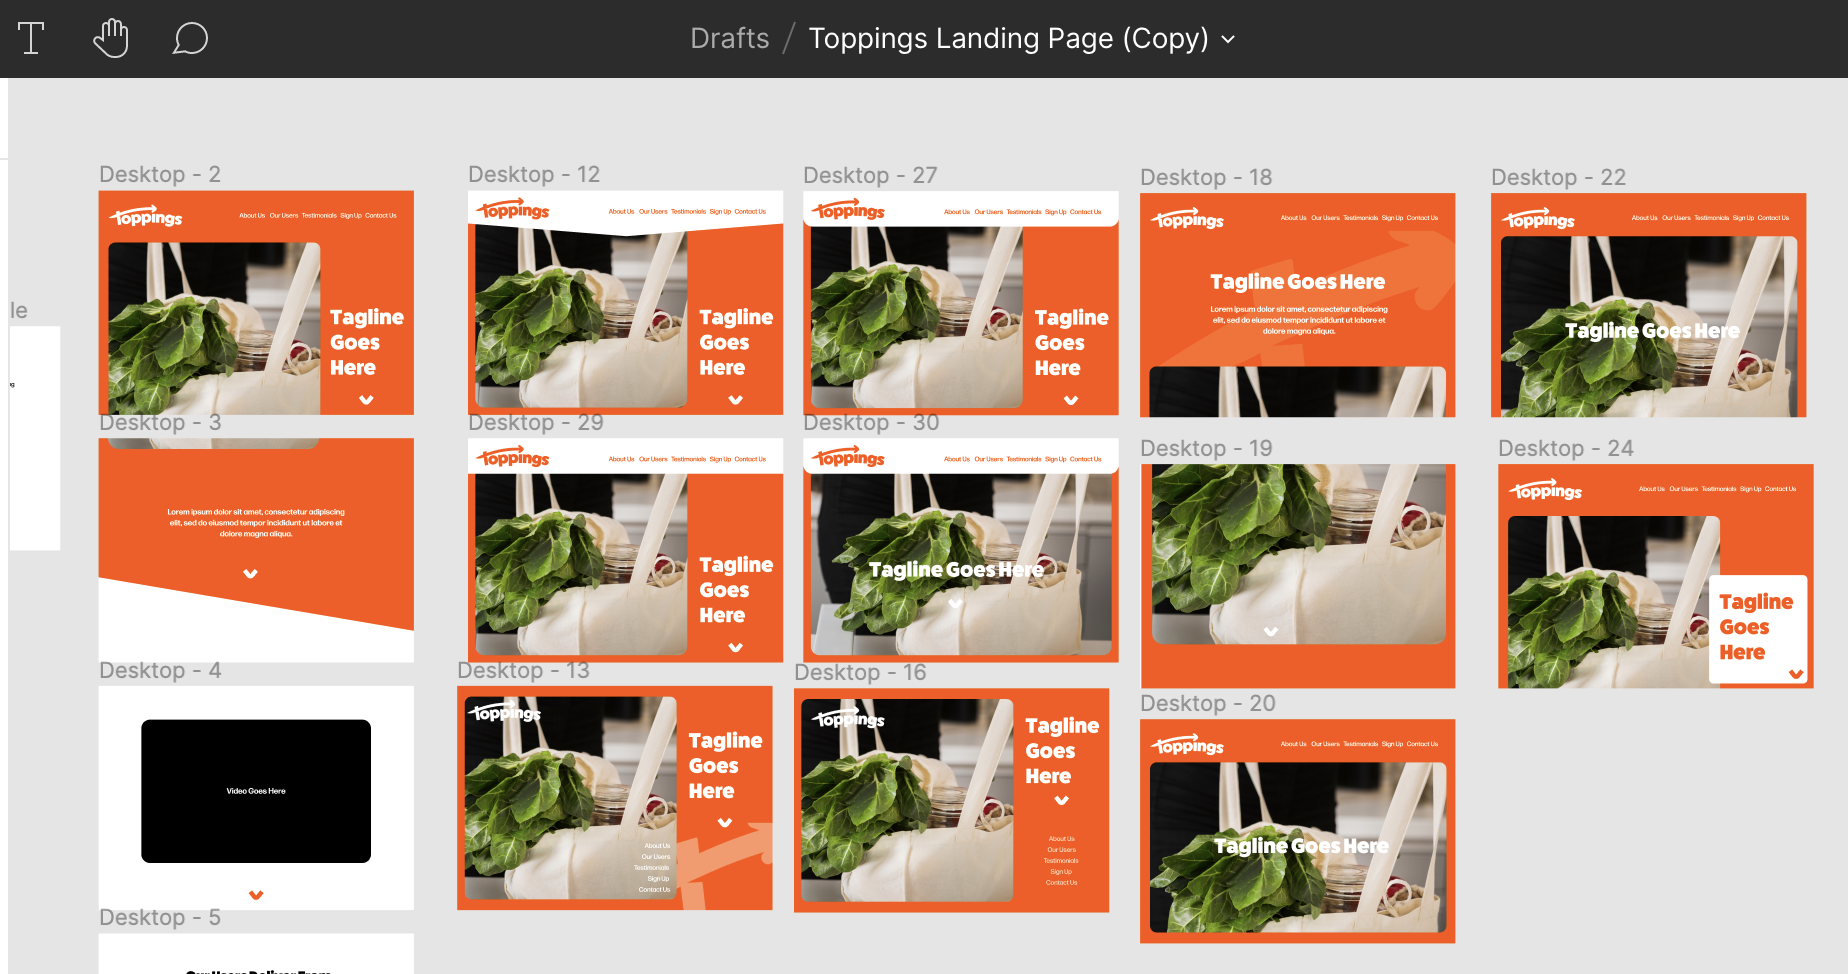 Drafts / Toppings Landing Page (Copy)
le
Desktop - 2
Toppings
About Us Our Users Testimonials Sign Up Contact Us
Tagline
Goes
Here
Desktop - 3
Lorem ipsum dolor sit amet, consectetur adipiscing
elit, sed do eiusmod tempor incididunt ut labore et
dolore magna aliqua.
Desktop - 4
Video Goes Here
Desktop - 5
Our Users Deliver From
Desktop - 12
Toppings
About Us Our Users Testimonials Sign Up Contact Us
Tagline
Goes
Here
Desktop - 29
Toppings
About Us Our Users Testimonials Sign Up Contact Us
Tagline
Goes
Here
Desktop - 13
Toppings
Tagline
Goes
Here
About Us
Our Users
Testimonials
Sign Up
Contact Us
Desktop - 27
Toppings
About Us Our Users Testimonials Sign Up Contact Us
Tagline
Goes
Here
Desktop - 30
Toppings
About Us Our Users Testimonials Sign Up Contact Us
Tagline Goes Here
Desktop - 16
Toppings
Tagline
Goes
Here
About Us
Our Users
Testimonials
Sign Up
Contact Us
Desktop - 18
Toppings
About Us Our Users Testimonials Sign Up Contact Us
Tagline Goes Here
Lorem ipsum dolor sit amet, consectetur adipiscing
elit, sed do eiusmod tempor incididunt ut labore et
dolore magna aliqua.
Desktop - 19
Desktop - 20
Toppings
About Us Our Users Testimonials Sign Up Contact Us
Tagline Goes Here
Desktop - 22
Toppings
About Us Our Users Testimonials Sign Up Contact Us
Tagline Goes Here
Desktop - 24
Toppings
About Us Our Users Testimonials Sign Up Contact Us
Tagline
Goes
Here